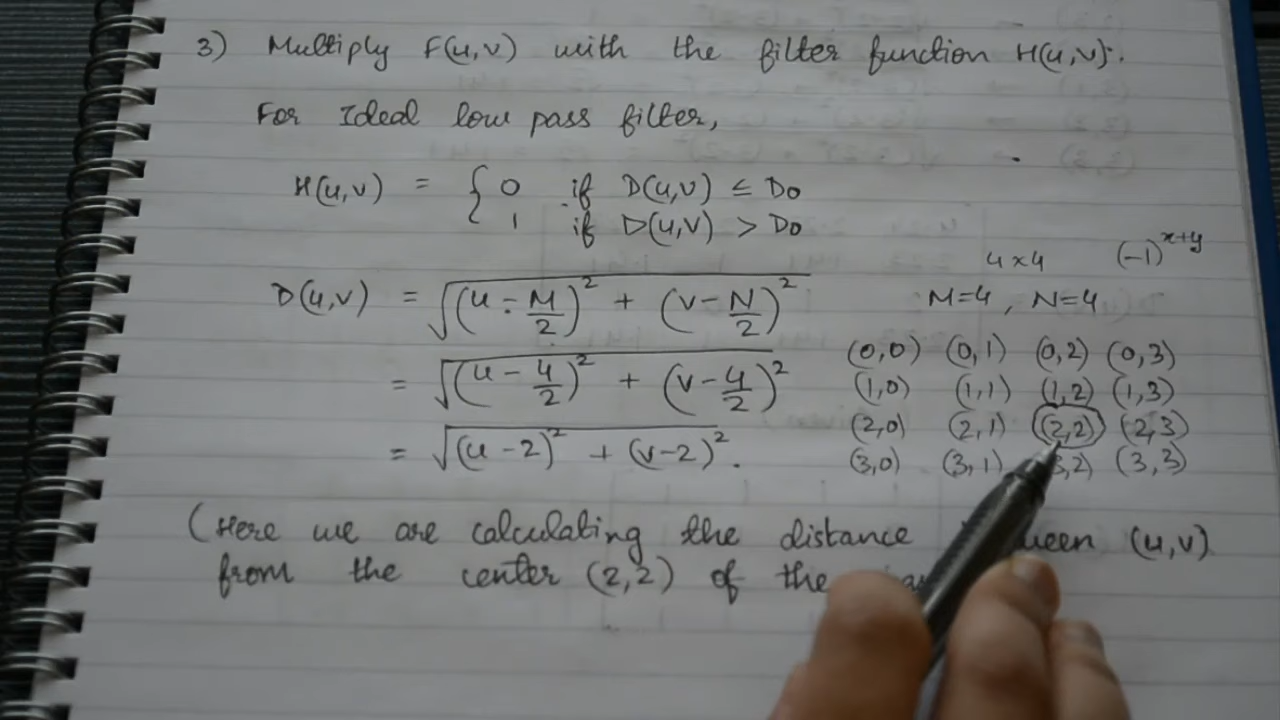 3) Multiply F(u,v) with the filter function H(u,v).
For Ideal low pass filter,
H(u,v) = { 0 if D(u,v) ≤ Do
1 if D(u,v) > Do
4×4 (-1)^x+y
D(u,v) = √(u - M/2)² + (v - N/2)²
M=4, N=4
= √(u - 4/2)² + (v - 4/2)²
= √(u - 2)² + (v-2)².
(0,0) (0,1) (0,2) (0,3)
(1,0) (1,1) (1,2) (1,3)
(2,0) (2,1) (2,2) (2,3)
(3,0) (3,1) 3,2) (3,3)
(Here we are calculating the distance (u,v)
from the center (2,2) of the